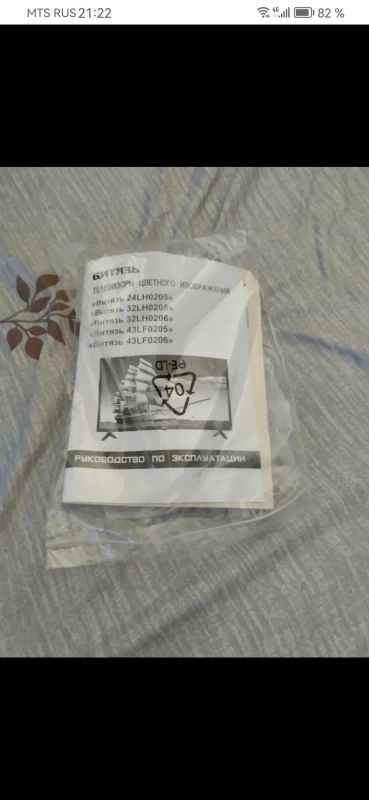 MTS RUS 21:22
4G
82 %
ВИТЯЗЬ
ТЕЛЕВИЗОРЫ ЦВЕТНОГО ИЗОБРАЖЕНИЯ
«Витязь 24LH0205»
«Витязь 32LH0205»
«Витязь 32LH0206»
«Витязь 43LF0205»
«Витязь 43LF0206»
PE-LD
04
РУКОВОДСТВО ПО ЭКСПЛУАТАЦИИ